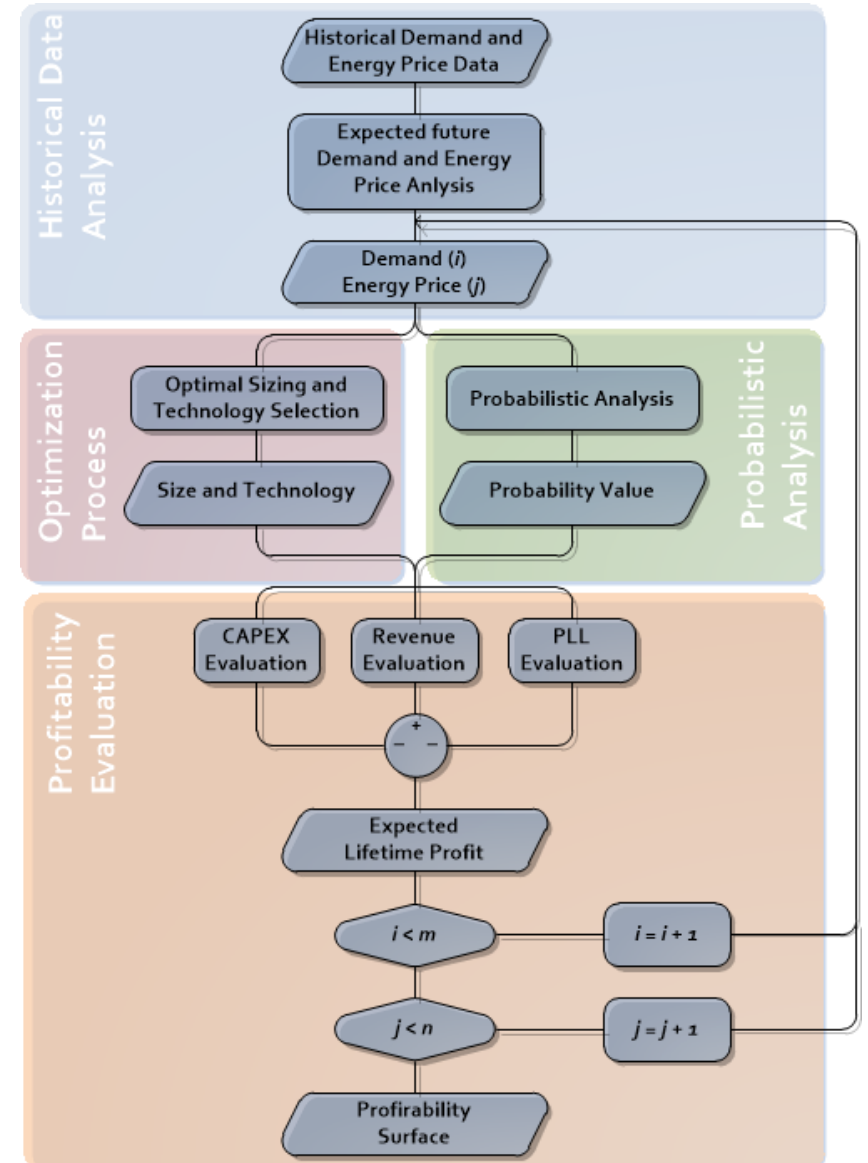 Historical Data
Analysis
Historical Demand and
Energy Price Data
Expected future
Demand and Energy
Price Anlysis
Demand (i)
Energy Price (j)
Optimization
Process
Optimal Sizing and
Technology Selection
Size and Technology
Probabilistic
Analysis
Probabilistic Analysis
Probability Value
Profitability
Evaluation
CAPEX
Evaluation
Revenue
Evaluation
PLL
Evaluation
+
− −
Expected
Lifetime Profit
i < m
i = i + 1
j < n
j = j + 1
Profirability
Surface